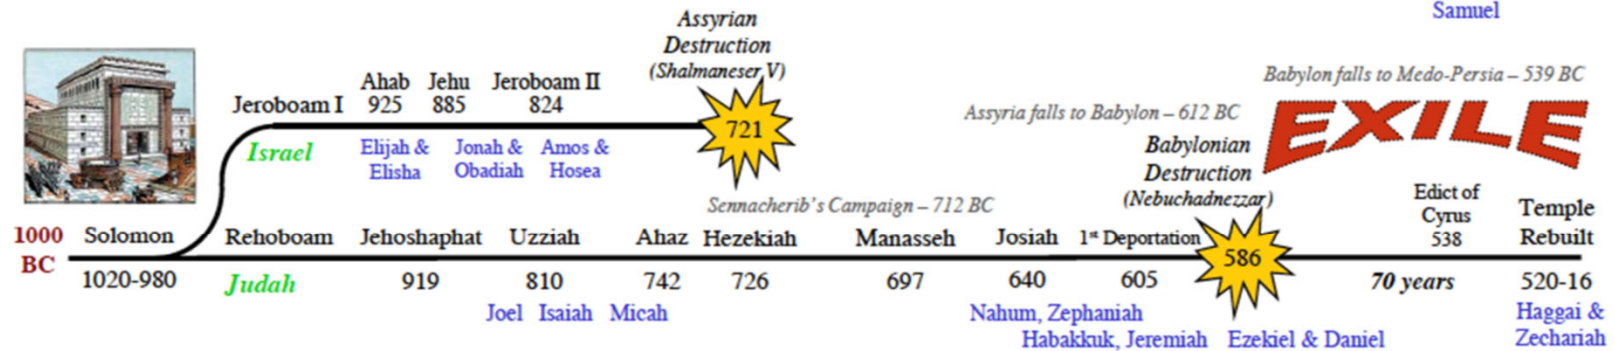 Samuel
Assyrian
Destruction
(Shalmaneser V)
Babylon falls to Medo-Persia – 539 BC
Ahab Jehu Jeroboam II
Jeroboam I 925 885 824
Assyria falls to Babylon – 612 BC
EXILE
721
Israel
Elijah & Jonah & Amos &
Elisha Obadiah Hosea
Babylonian
Destruction
(Nebuchadnezzar)
Sennacherib's Campaign – 712 BC
Edict of
Cyrus
538
Temple
Rebuilt
1000
BC
Solomon Rehoboam Jehoshaphat Uzziah Ahaz Hezekiah Manasseh Josiah 1st Deportation
586
1020-980 Judah 919 810 742 726 697 640 605 70 years 520-16
Joel Isaiah Micah
Nahum, Zephaniah
Habakkuk, Jeremiah Ezekiel & Daniel
Haggai &
Zechariah